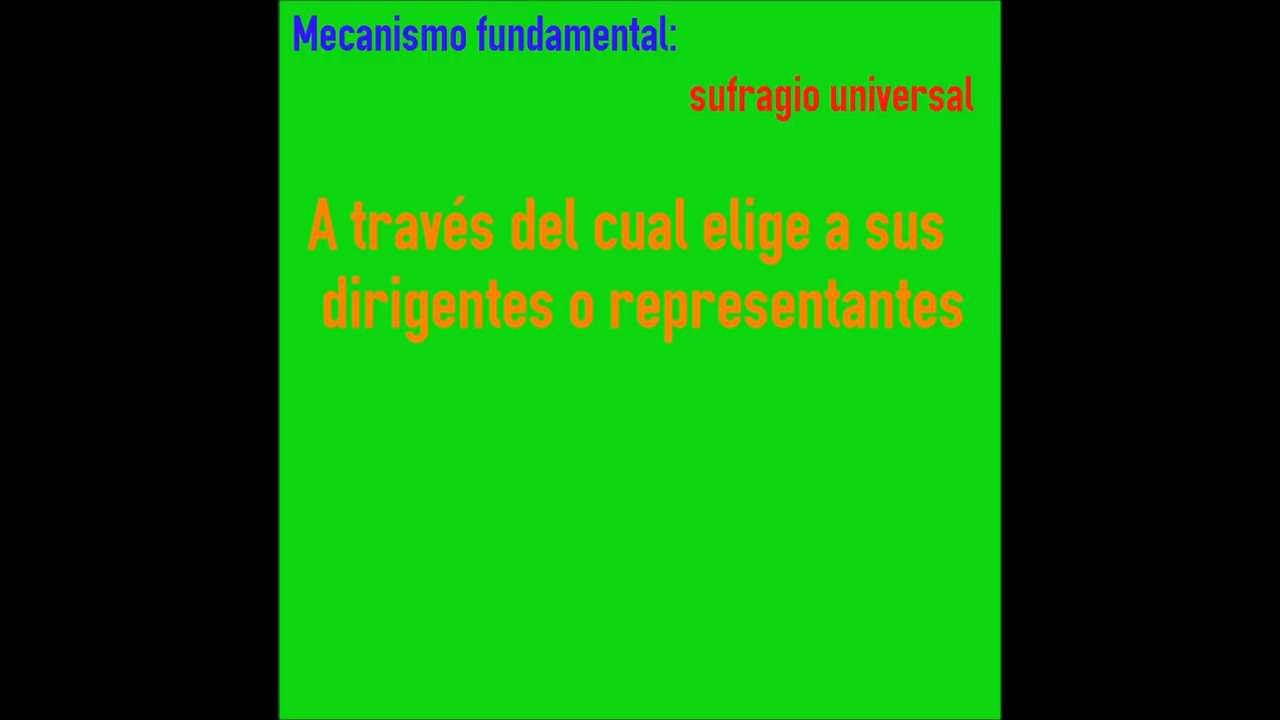 Mecanismo fundamental:
sufragio universal
A través del cual elige a sus
dirigentes o representantes